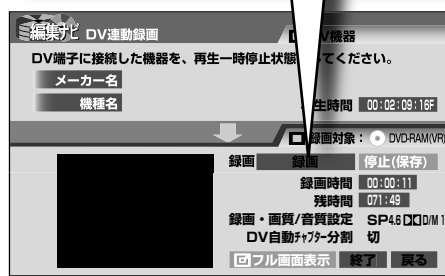 編集ナビ DV連動録画
DV機器
DV端子に接続した機器を、再生一時停止状態 してください。
メーカー名
機種名
生時間 00:02:09:16F
録画対象: DVD-RAM(VR)
録画 録画 停止(保存)
録画時間 00:00:11
残時間 071:49
録画・画質/音質設定 SP4.6 D/M1
DV自動チャプター分割 切
フル画面表示 終了 戻る